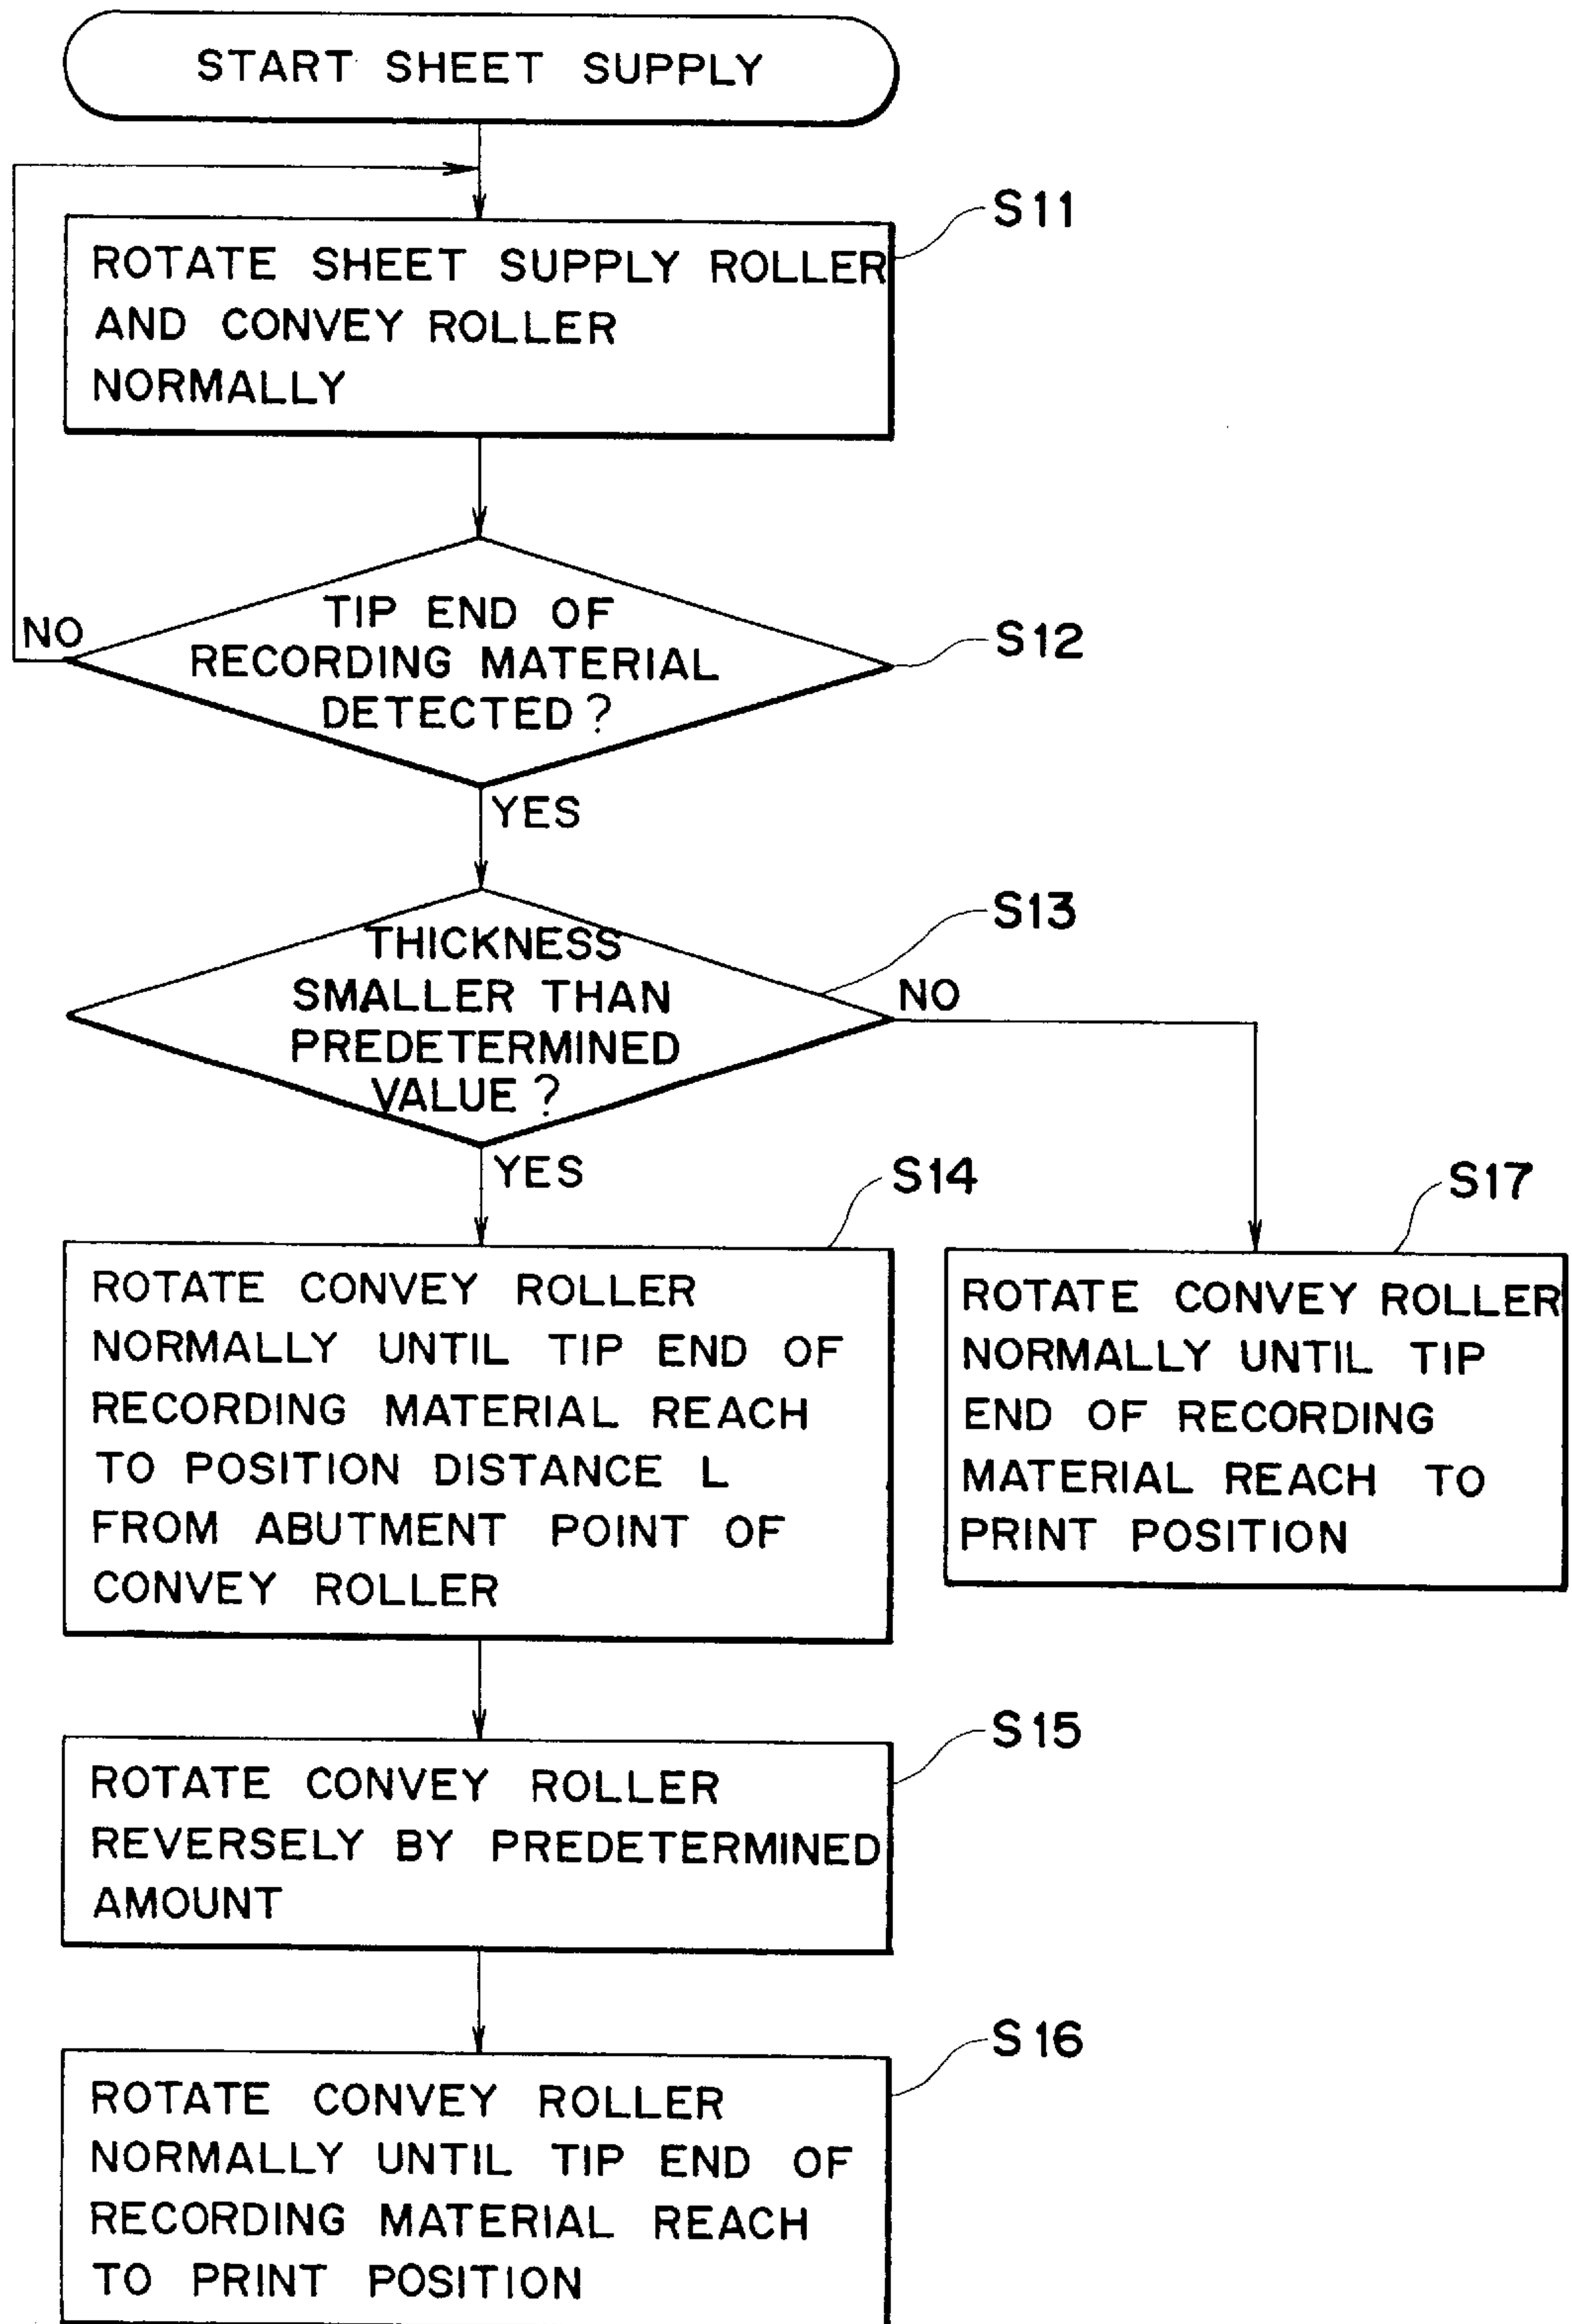 START SHEET SUPPLY
S11
ROTATE SHEET SUPPLY ROLLER
AND CONVEY ROLLER
NORMALLY
NO
TIP END OF
RECORDING MATERIAL
DETECTED?
S12
YES
S13
THICKNESS
SMALLER THAN
PREDETERMINED
VALUE?
NO
YES
S14
ROTATE CONVEY ROLLER
NORMALLY UNTIL TIP END OF
RECORDING MATERIAL REACH
TO POSITION DISTANCE L
FROM ABUTMENT POINT OF
CONVEY ROLLER
S17
ROTATE CONVEY ROLLER
NORMALLY UNTIL TIP
END OF RECORDING
MATERIAL REACH TO
PRINT POSITION
S15
ROTATE CONVEY ROLLER
REVERSELY BY PREDETERMINED
AMOUNT
S16
ROTATE CONVEY ROLLER
NORMALLY UNTIL TIP END OF
RECORDING MATERIAL REACH
TO PRINT POSITION